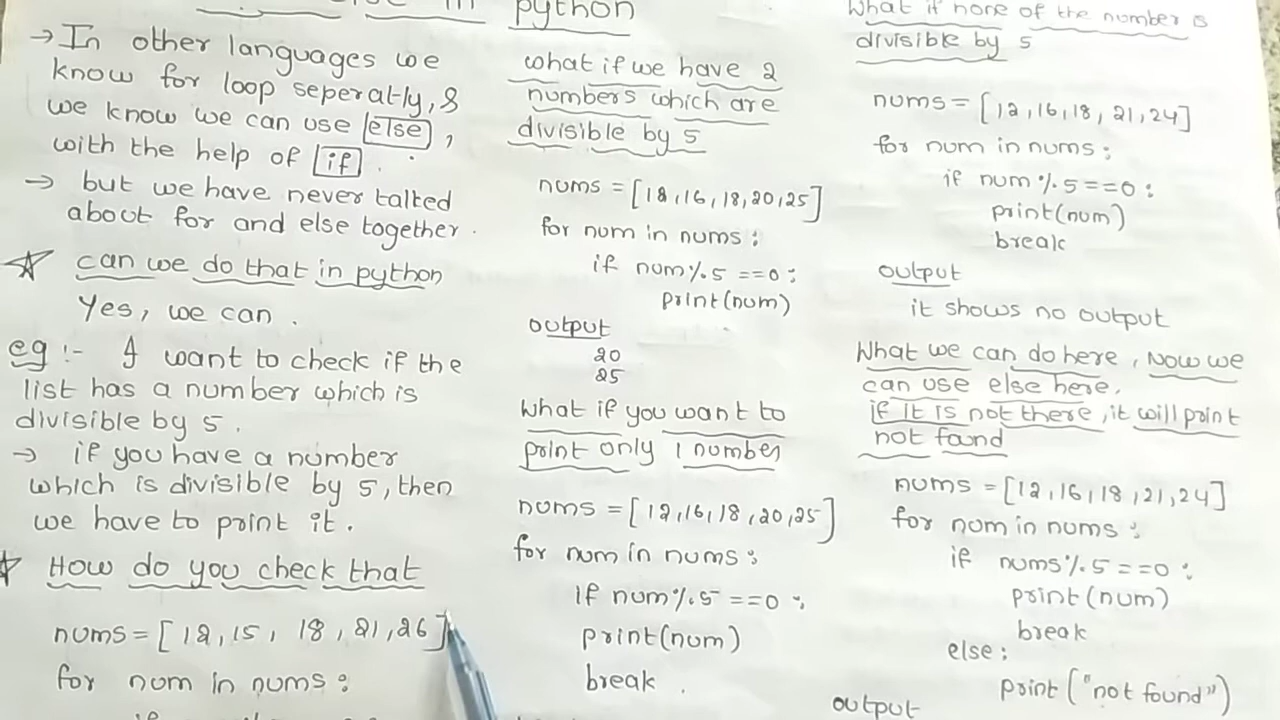 in python
→ In other languages we
know for loop seperatly, &
we know we can use else,
with the help of if.
→ but we have never talked
about for and else together.
☆ can we do that in python
Yes, we can.
eg :- I want to check if the
list has a number which is
divisible by 5.
→ if you have a number
which is divisible by 5, then
we have to print it.
☆ How do you check that
nums = [12, 15, 18, 21, 26]
for num in nums:
what if we have 2
numbers which are
divisible by 5
nums = [18, 16, 18, 20, 25]
for num in nums:
if num % 5 == 0:
print(num)
output
20
25
What if you want to
print only 1 number
nums = [12, 16, 18, 20, 25]
for num in nums:
If num % 5 == 0:
print(num)
break.
What if none of the number is
divisible by 5
nums = [12, 16, 18, 21, 24]
for num in nums:
if num % 5 == 0:
print(num)
break
output
it shows no output
What we can do here, Now we
can use else here.
if it is not there, it will print
not found
nums = [12, 16, 18, 21, 24]
for num in nums:
if nums % 5 == 0:
print(num)
break
else:
print("not found")
output